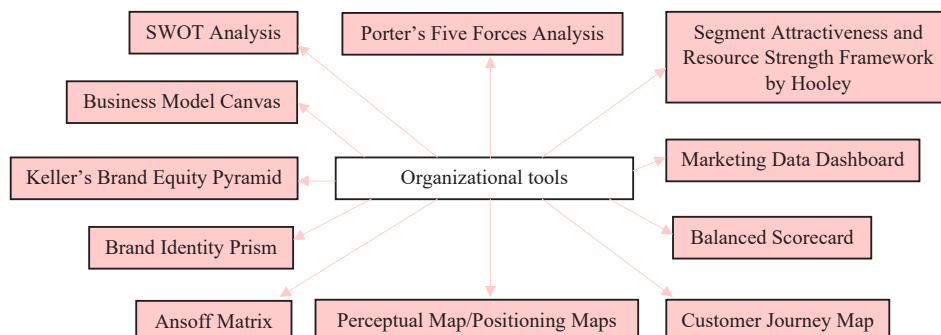 SWOT Analysis
Porter’s Five Forces Analysis
Segment Attractiveness and
Resource Strength Framework
by Hooley
Business Model Canvas
Marketing Data Dashboard
Keller’s Brand Equity Pyramid
Organizational tools
Brand Identity Prism
Balanced Scorecard
Ansoff Matrix
Perceptual Map/Positioning Maps
Customer Journey Map